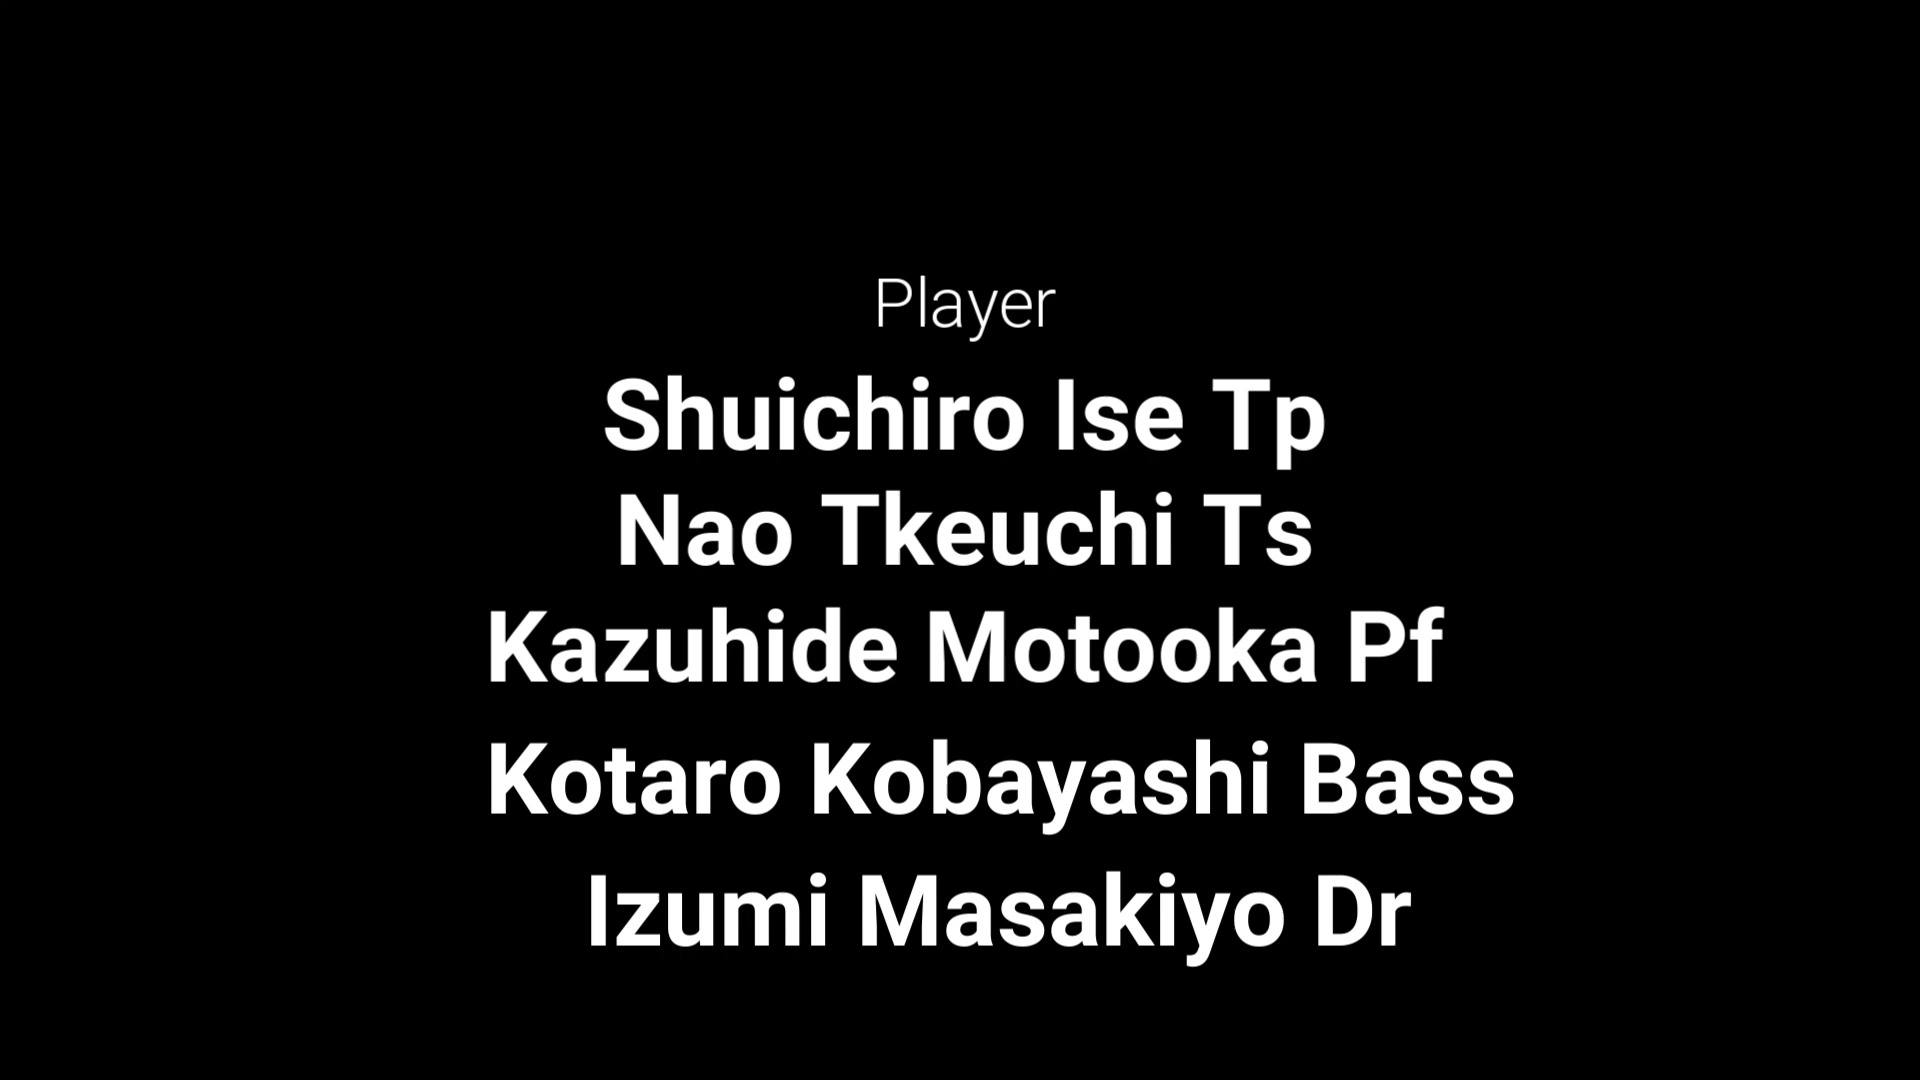 Player
Shuichiro Ise Tp
Nao Tkeuchi Ts
Kazuhide Motooka Pf
Kotaro Kobayashi Bass
Izumi Masakiyo Dr